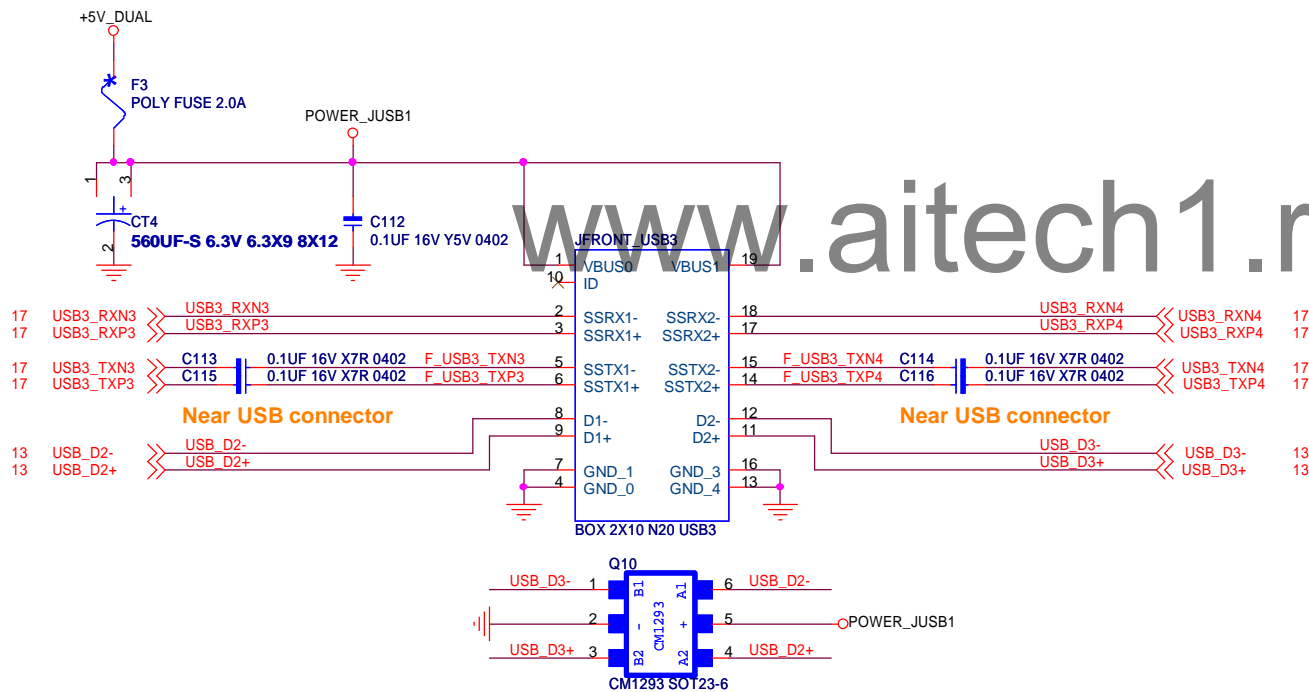 +5V_DUAL
F3
POLY FUSE 2.0A
POWER_JUSB1
1 3
CT4
+
560UF-S 6.3V 6.3X9 8X12
2
C112
0.1UF 16V Y5V 0402
www.aitech1.r
JFRONT_USB3
1 VBUS0 VBUS1 19
10 ID
17 USB3_RXN3 USB3_RXN3 2 SSRX1- SSRX2- 18 USB3_RXN4 USB3_RXN4 17
17 USB3_RXP3 USB3_RXP3 3 SSRX1+ SSRX2+ 17 USB3_RXP4 USB3_RXP4 17
17 USB3_TXN3 C113 0.1UF 16V X7R 0402 F_USB3_TXN3 5 SSTX1- SSTX2- 15 F_USB3_TXN4 C114 0.1UF 16V X7R 0402 USB3_TXN4 17
17 USB3_TXP3 C115 0.1UF 16V X7R 0402 F_USB3_TXP3 6 SSTX1+ SSTX2+ 14 F_USB3_TXP4 C116 0.1UF 16V X7R 0402 USB3_TXP4 17
Near USB connector Near USB connector
8 D1- D2- 12
9 D1+ D2+ 11
13 USB_D2- USB_D2- USB_D3- USB_D3- 13
13 USB_D2+ USB_D2+ USB_D3+ USB_D3+ 13
7 GND_1 GND_3 16
4 GND_0 GND_4 13
BOX 2X10 N20 USB3
Q10
USB_D3- 1 B1 A1 6 USB_D2-
2 - CM1293 + 5 POWER_JUSB1
USB_D3+ 3 B2 A2 4 USB_D2+
CM1293 SOT23-6